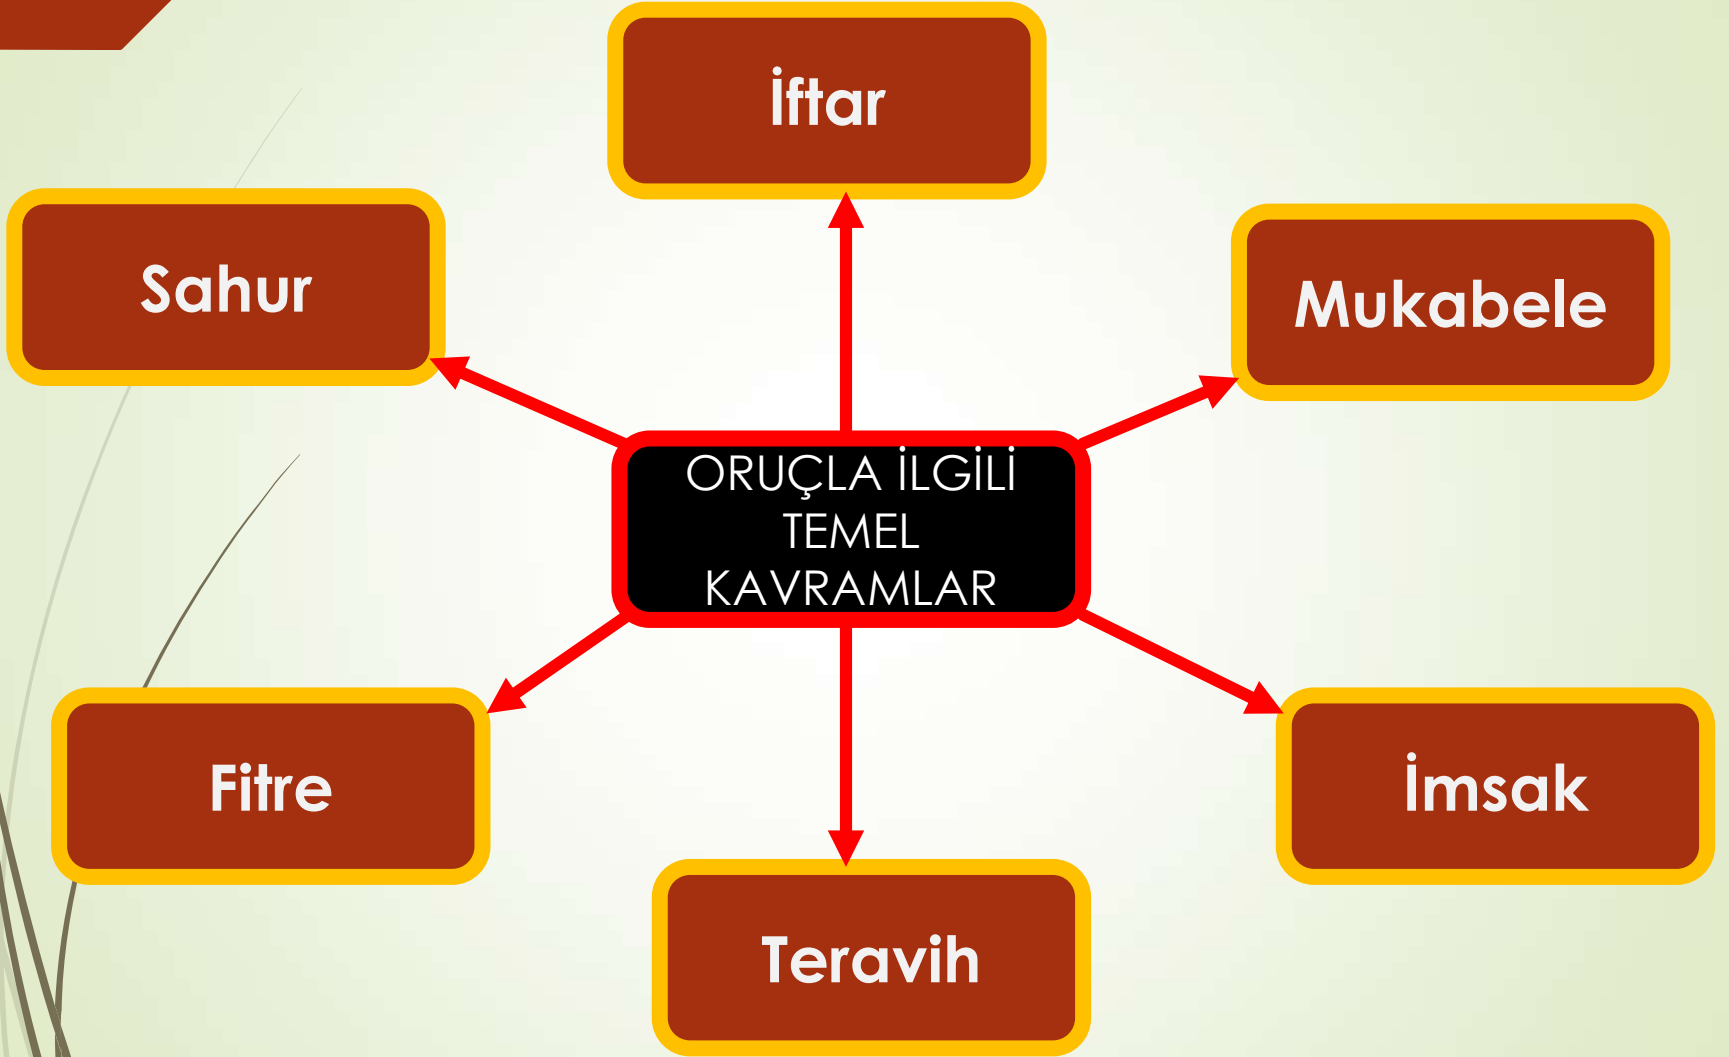 İftar
Sahur
Mukabele
ORUÇLA İLGİLİ
TEMEL
KAVRAMLAR
Fitre
İmsak
Teravih